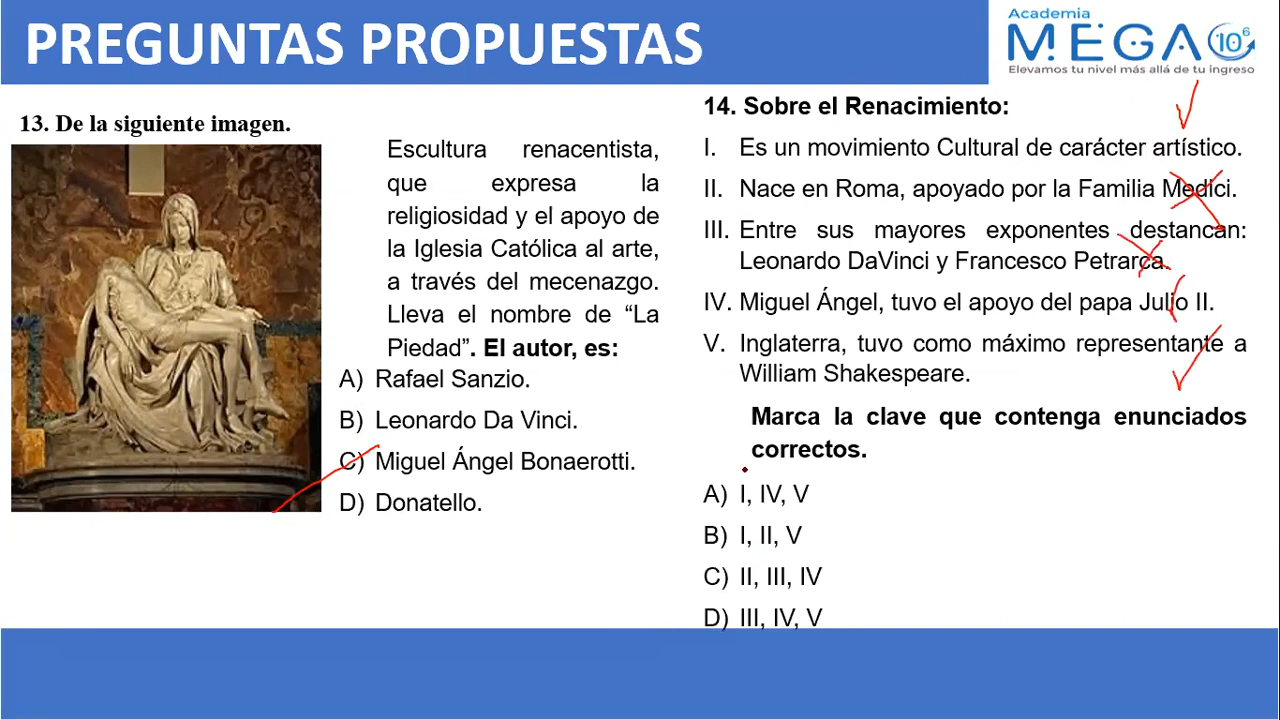 PREGUNTAS PROPUESTAS
Academia
MEGA 10⁶
Elevamos tu nivel más allá de tu ingreso
13. De la siguiente imagen.
Escultura renacentista,
que expresa la
religiosidad y el apoyo de
la Iglesia Católica al arte,
a través del mecenazgo.
Lleva el nombre de “La
Piedad”. El autor, es:
A) Rafael Sanzio.
B) Leonardo Da Vinci.
C) Miguel Ángel Bonaerotti.
D) Donatello.
14. Sobre el Renacimiento:
I. Es un movimiento Cultural de carácter artístico.
II. Nace en Roma, apoyado por la Familia Medici.
III. Entre sus mayores exponentes destancan:
Leonardo DaVinci y Francesco Petrarca.
IV. Miguel Ángel, tuvo el apoyo del papa Julio II.
V. Inglaterra, tuvo como máximo representante a
William Shakespeare.
Marca la clave que contenga enunciados
correctos.
A) I, IV, V
B) I, II, V
C) II, III, IV
D) III, IV, V